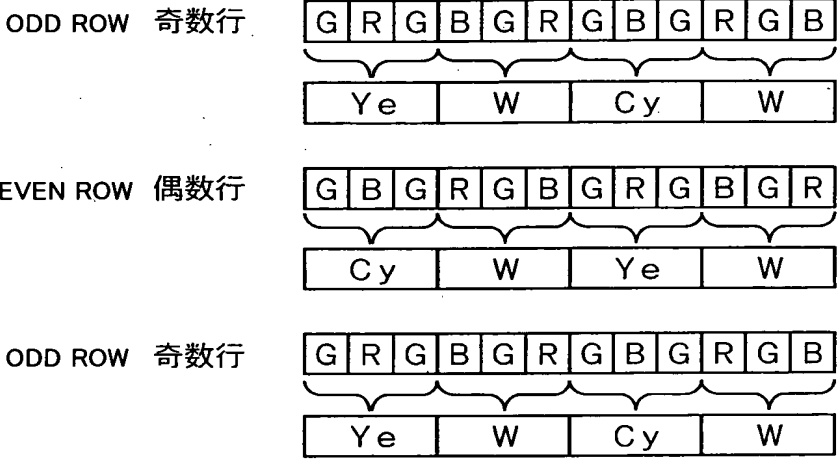 ODD ROW 奇数行 G R G B G R G B G R G B
Ye W Cy W
EVEN ROW 偶数行 G B G R G B G R G B G R
Cy W Ye W
ODD ROW 奇数行 G R G B G R G B G R G B
Ye W Cy W